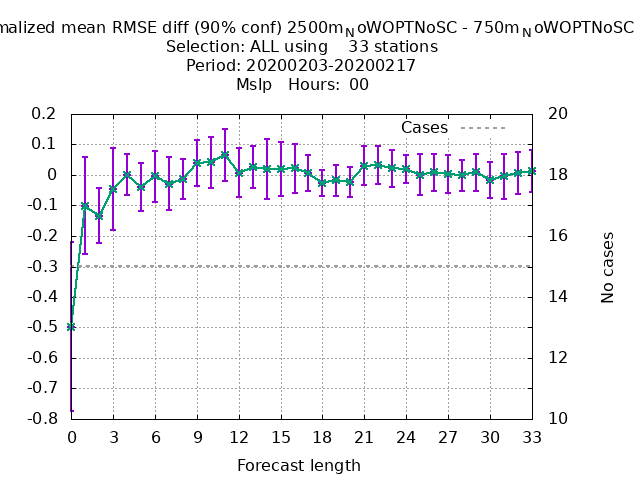 malized mean RMSE diff (90% conf) 2500mNoWOPTNoSC - 750mNoWOPTNoSC
Selection: ALL using 33 stations
Period: 20200203-20200217
Mslp Hours: 00
0.2 20
0.1
0 18
-0.1
-0.2 16
-0.3
-0.4 14
-0.5
-0.6 12
-0.7
-0.8 10
Cases
No cases
0 3 6 9 12 15 18 21 24 27 30 33
Forecast length